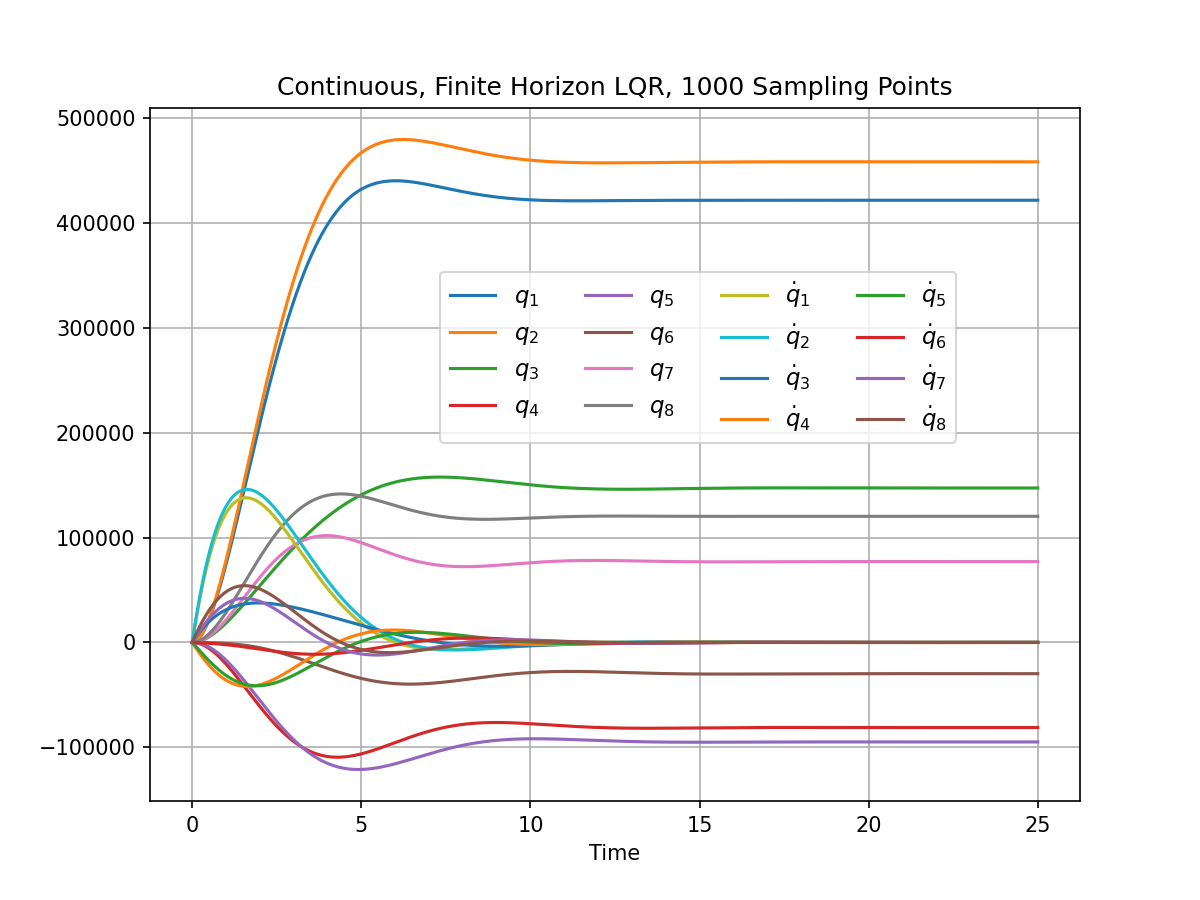 Continuous, Finite Horizon LQR, 1000 Sampling Points
500000
400000
300000
200000
100000
0
−100000
q₁ q₅ q̇₁ q̇₅
q₂ q₆ q̇₂ q̇₆
q₃ q₇ q̇₃ q̇₇
q₄ q₈ q̇₄ q̇₈
0 5 10 15 20 25
Time